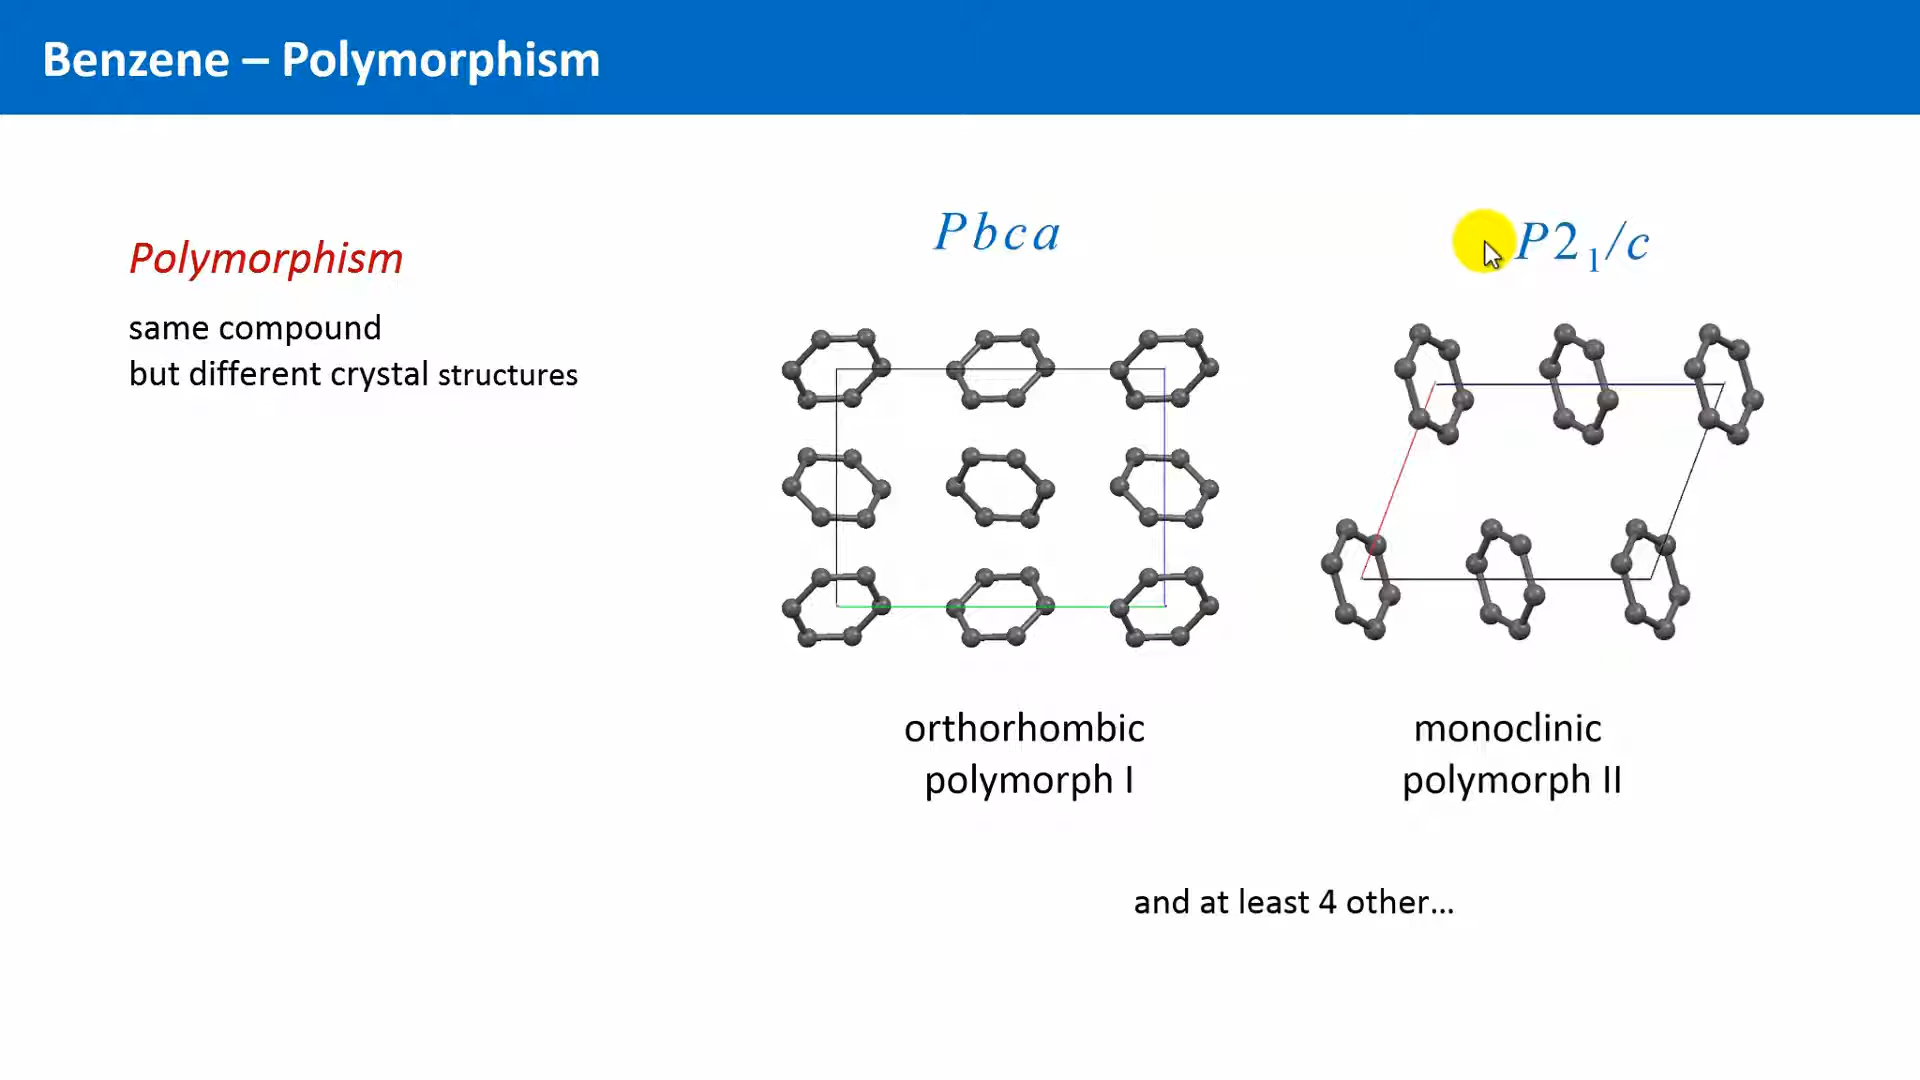 Benzene – Polymorphism
Polymorphism
same compound
but different crystal structures
Pbca
P2₁/c
orthorhombic
polymorph I
monoclinic
polymorph II
and at least 4 other...